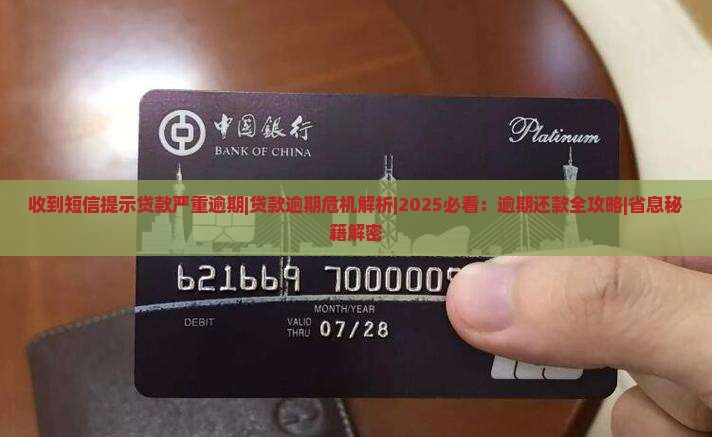 中国銀行
BANK OF CHINA
Platinum
收到短信提示贷款严重逾期|贷款逾期危机解析|2025必看：逾期还款全攻略|省息秘
籍解密
621669 700000
MONTH/YEAR
DEBIT
VALID THRU 07/28